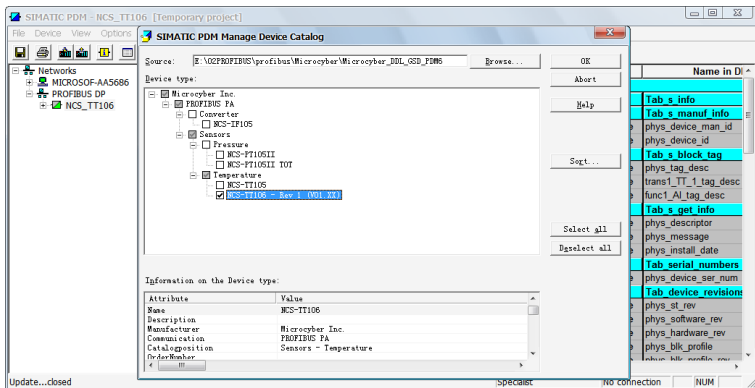 SIMATIC PDM - NCS_TT106 [Temporary project]
File Device View Options
SIMATIC PDM Manage Device Catalog
Source: E:\02PROFIBUS\profibus\Microcyber\Microcyber_DDL_GSD_PDM6 Browse... OK
Device type: Abort
Help
Sort...
Select all
Deselect all
Networks
MICROSOF-AA5686
PROFIBUS DP
NCS_TT106
Microcyber Inc.
PROFIBUS PA
Converter
NCS-IF105
Sensors
Pressure
NCS-PT105II
NCS-PT105II TOT
Temperature
NCS-TT105
NCS-TT106 - Rev 1 (V01.XX)
Information on the Device type:
Attribute Value
Name NCS-TT106
Description
Manufacturer Microcyber Inc.
Communication PROFIBUS PA
Catalogposition Sensors - Temperature
OrderNumber
Name in DI
Tab_s_info
Tab_s_manuf_info
phys_device_man_id
phys_device_id
Tab_s_block_tag
phys_tag_desc
trans1_TT_1_tag_desc
func1_AI_tag_desc
Tab_s_get_info
phys_descriptor
phys_message
phys_install_date
Tab_serial_numbers
phys_device_ser_num
Tab_device_revisions
phys_st_rev
phys_software_rev
phys_hardware_rev
phys_blk_profile
phys_blk_profile_rev
Update...closed Specialist No connection NUM